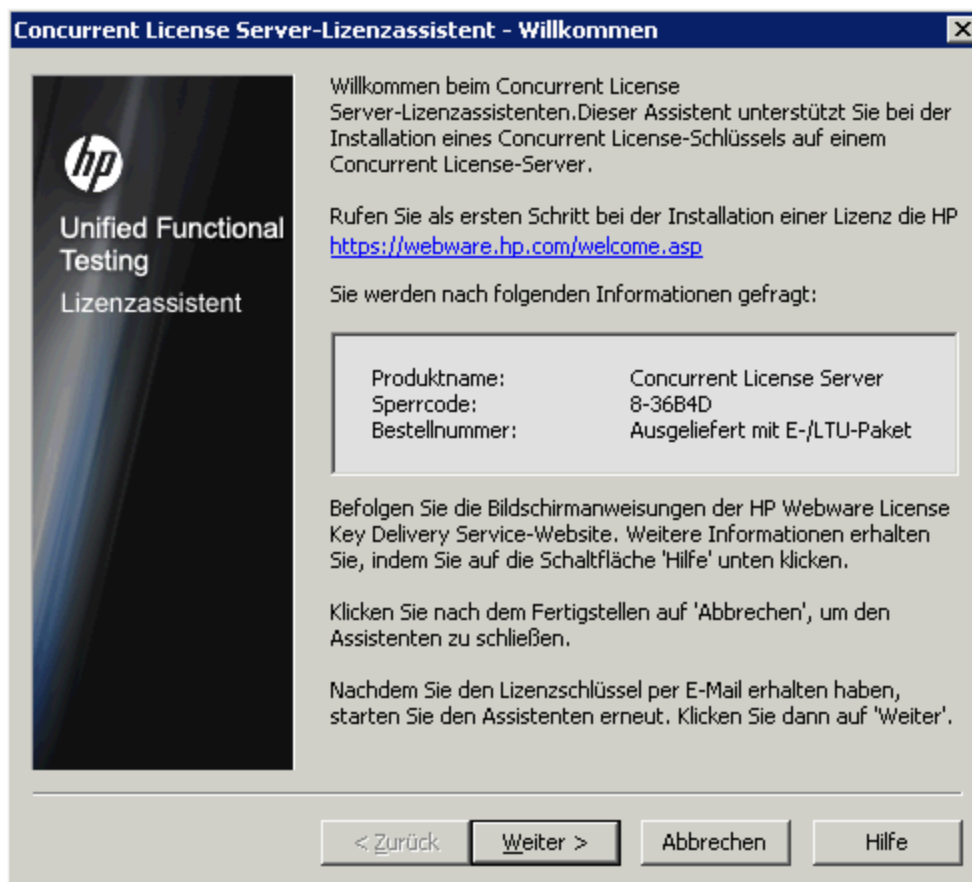 Concurrent License Server-Lizenzassistent - Willkommen
hp
Unified Functional
Testing
Lizenzassistent
Willkommen beim Concurrent License
Server-Lizenzassistenten.Dieser Assistent unterstützt Sie bei der
Installation eines Concurrent License-Schlüssels auf einem
Concurrent License-Server.
Rufen Sie als ersten Schritt bei der Installation einer Lizenz die HP
https://webware.hp.com/welcome.asp
Sie werden nach folgenden Informationen gefragt:
Produktname: Concurrent License Server
Sperrcode: 8-36B4D
Bestellnummer: Ausgeliefert mit E-/LTU-Paket
Befolgen Sie die Bildschirmanweisungen der HP Webware License
Key Delivery Service-Website. Weitere Informationen erhalten
Sie, indem Sie auf die Schaltfläche 'Hilfe' unten klicken.
Klicken Sie nach dem Fertigstellen auf 'Abbrechen', um den
Assistenten zu schließen.
Nachdem Sie den Lizenzschlüssel per E-Mail erhalten haben,
starten Sie den Assistenten erneut. Klicken Sie dann auf 'Weiter'.
< Zurück Weiter > Abbrechen Hilfe